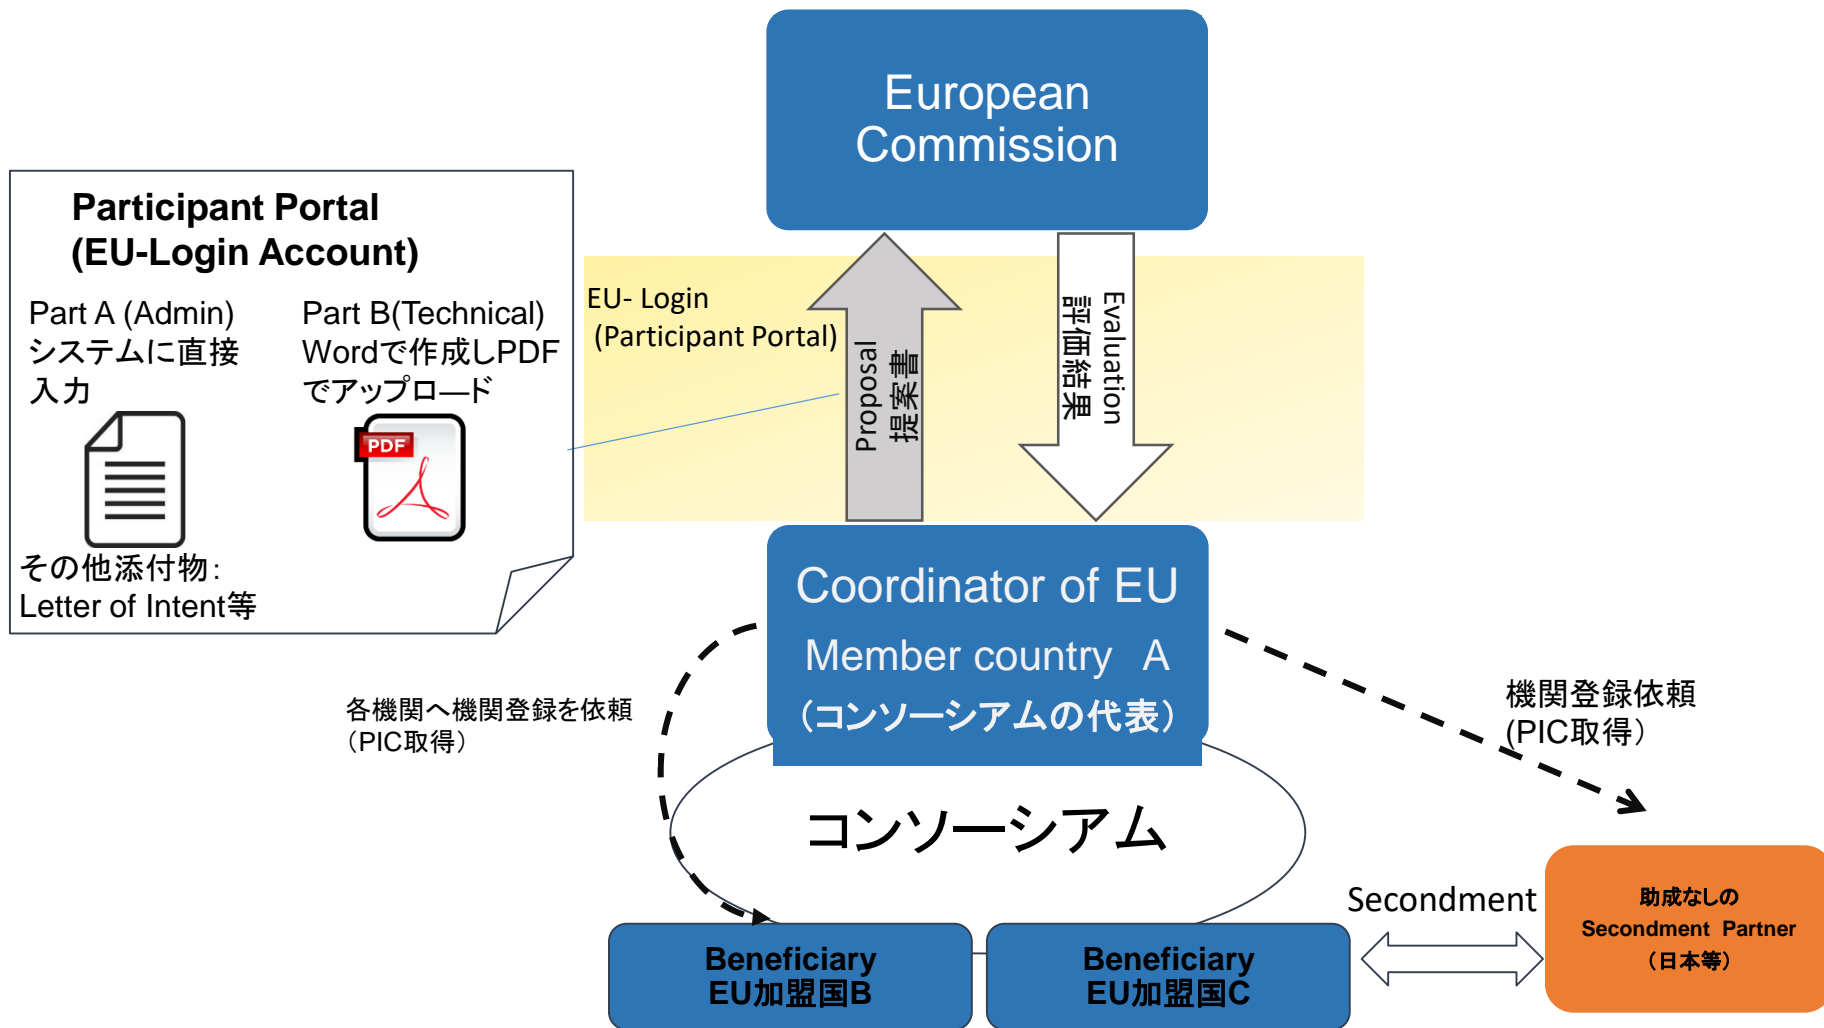 European
Commission
Participant Portal
(EU-Login Account)
Part A (Admin)
システムに直接
入力
Part B(Technical)
Wordで作成しPDF
でアップロード
PDF
その他添付物：
Letter of Intent等
EU- Login
(Participant Portal)
Proposal
提案書
Evaluation
評価結果
Coordinator of EU
Member country A
（コンソーシアムの代表）
各機関へ機関登録を依頼
（PIC取得）
機関登録依頼
(PIC取得）
コンソーシアム
Beneficiary
EU加盟国B
Beneficiary
EU加盟国C
Secondment
助成なしの
Secondment Partner
（日本等）